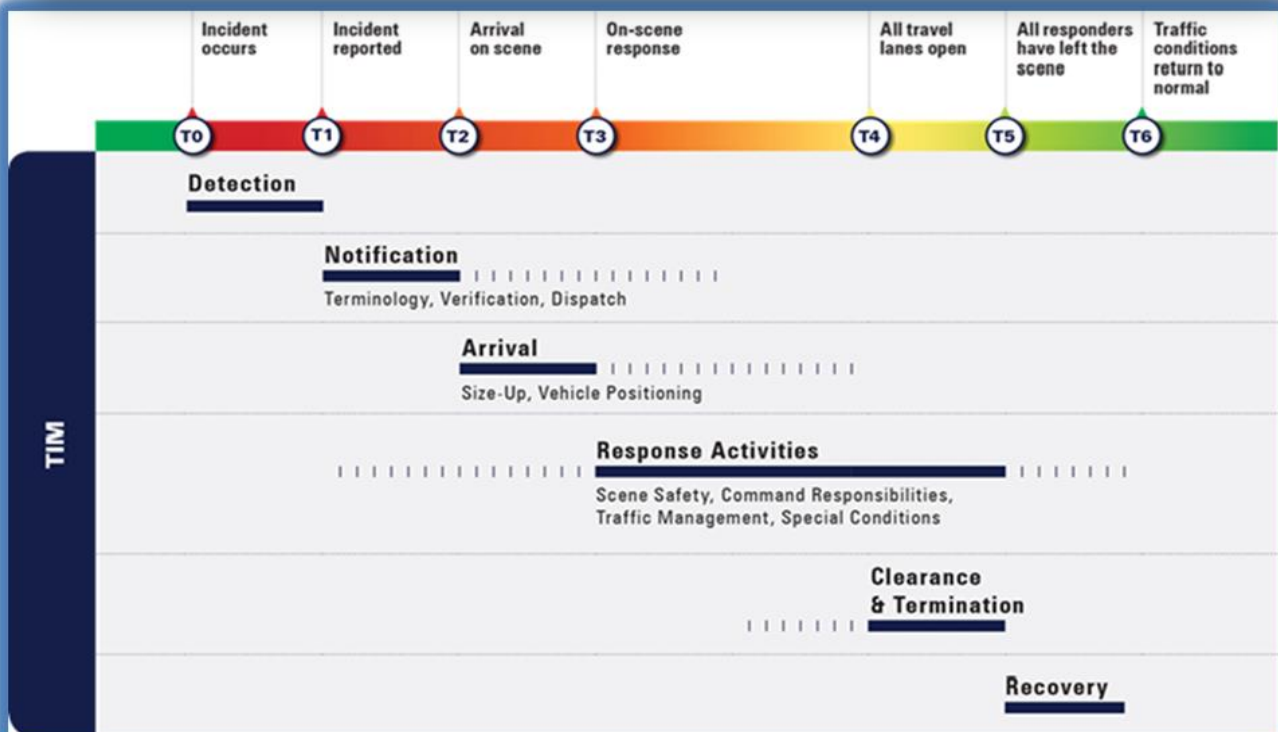 Incident
occurs
Incident
reported
Arrival
on scene
On-scene
response
All travel
lanes open
All responders
have left the
scene
Traffic
conditions
return to
normal
T0
T1
T2
T3
T4
T5
T6
TIM
Detection
Notification
Terminology, Verification, Dispatch
Arrival
Size-Up, Vehicle Positioning
Response Activities
Scene Safety, Command Responsibilities,
Traffic Management, Special Conditions
Clearance
& Termination
Recovery